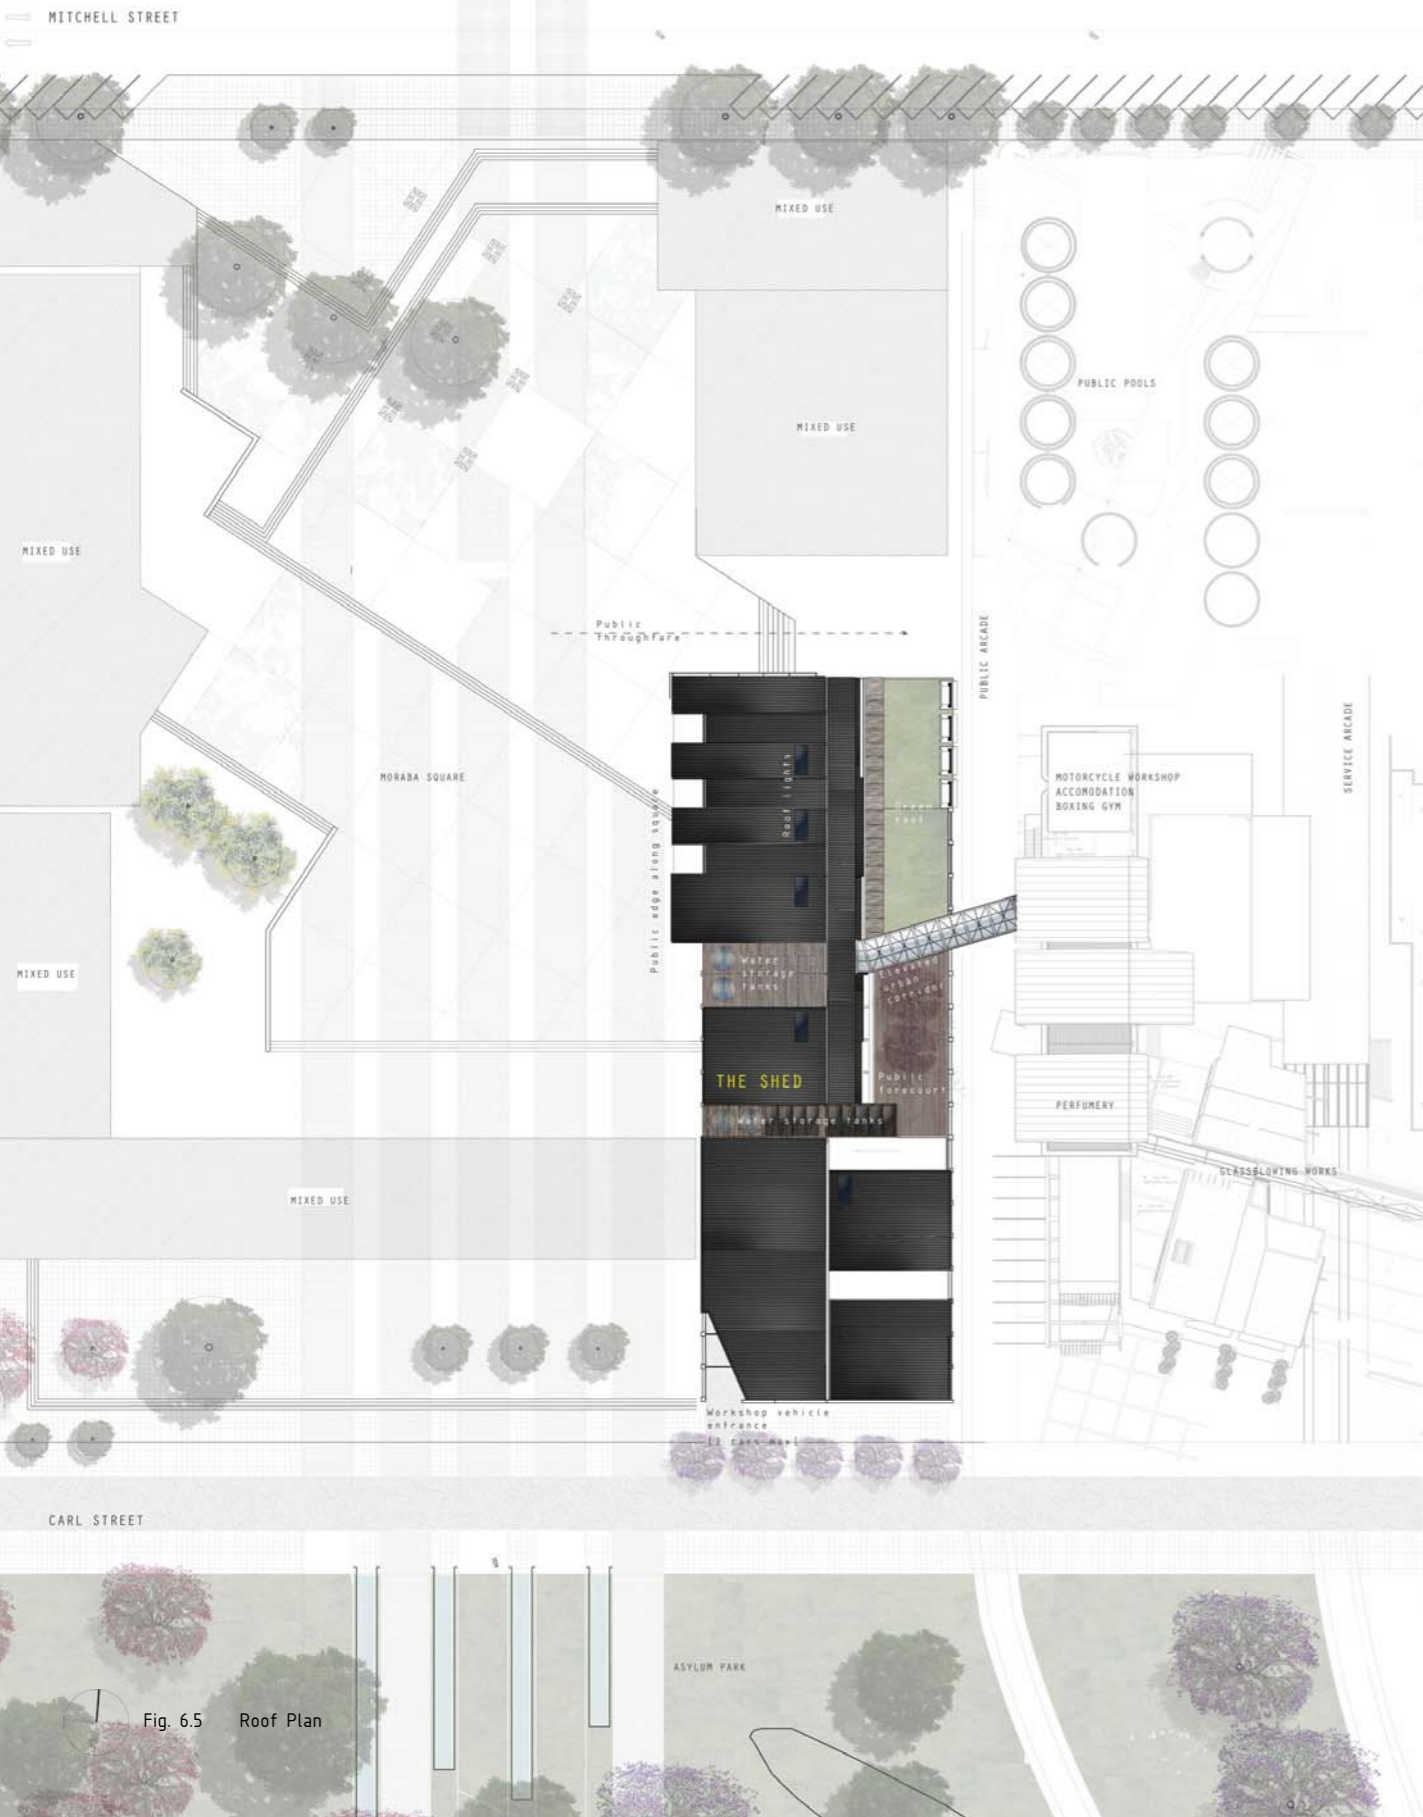 MITCHELL STREET
MIXED USE
PUBLIC POOLS
MIXED USE
MIXED USE
Public
Throughfare
PUBLIC ARCADE
SERVICE ARCADE
MORABA SQUARE
Public edge along square
Roof lights
Green
roof
MOTORCYCLE WORKSHOP
ACCOMODATION
BOXING GYM
MIXED USE
Water
storage
tanks
Elevated
urban
corridor
THE SHED
Public
forecourt
PERFUMERY
Water storage tanks
GLASSBLOWING WORKS
MIXED USE
Workshop vehicle
entrance
cars max]
CARL STREET
ASYLUM PARK
Fig. 6.5 Roof Plan